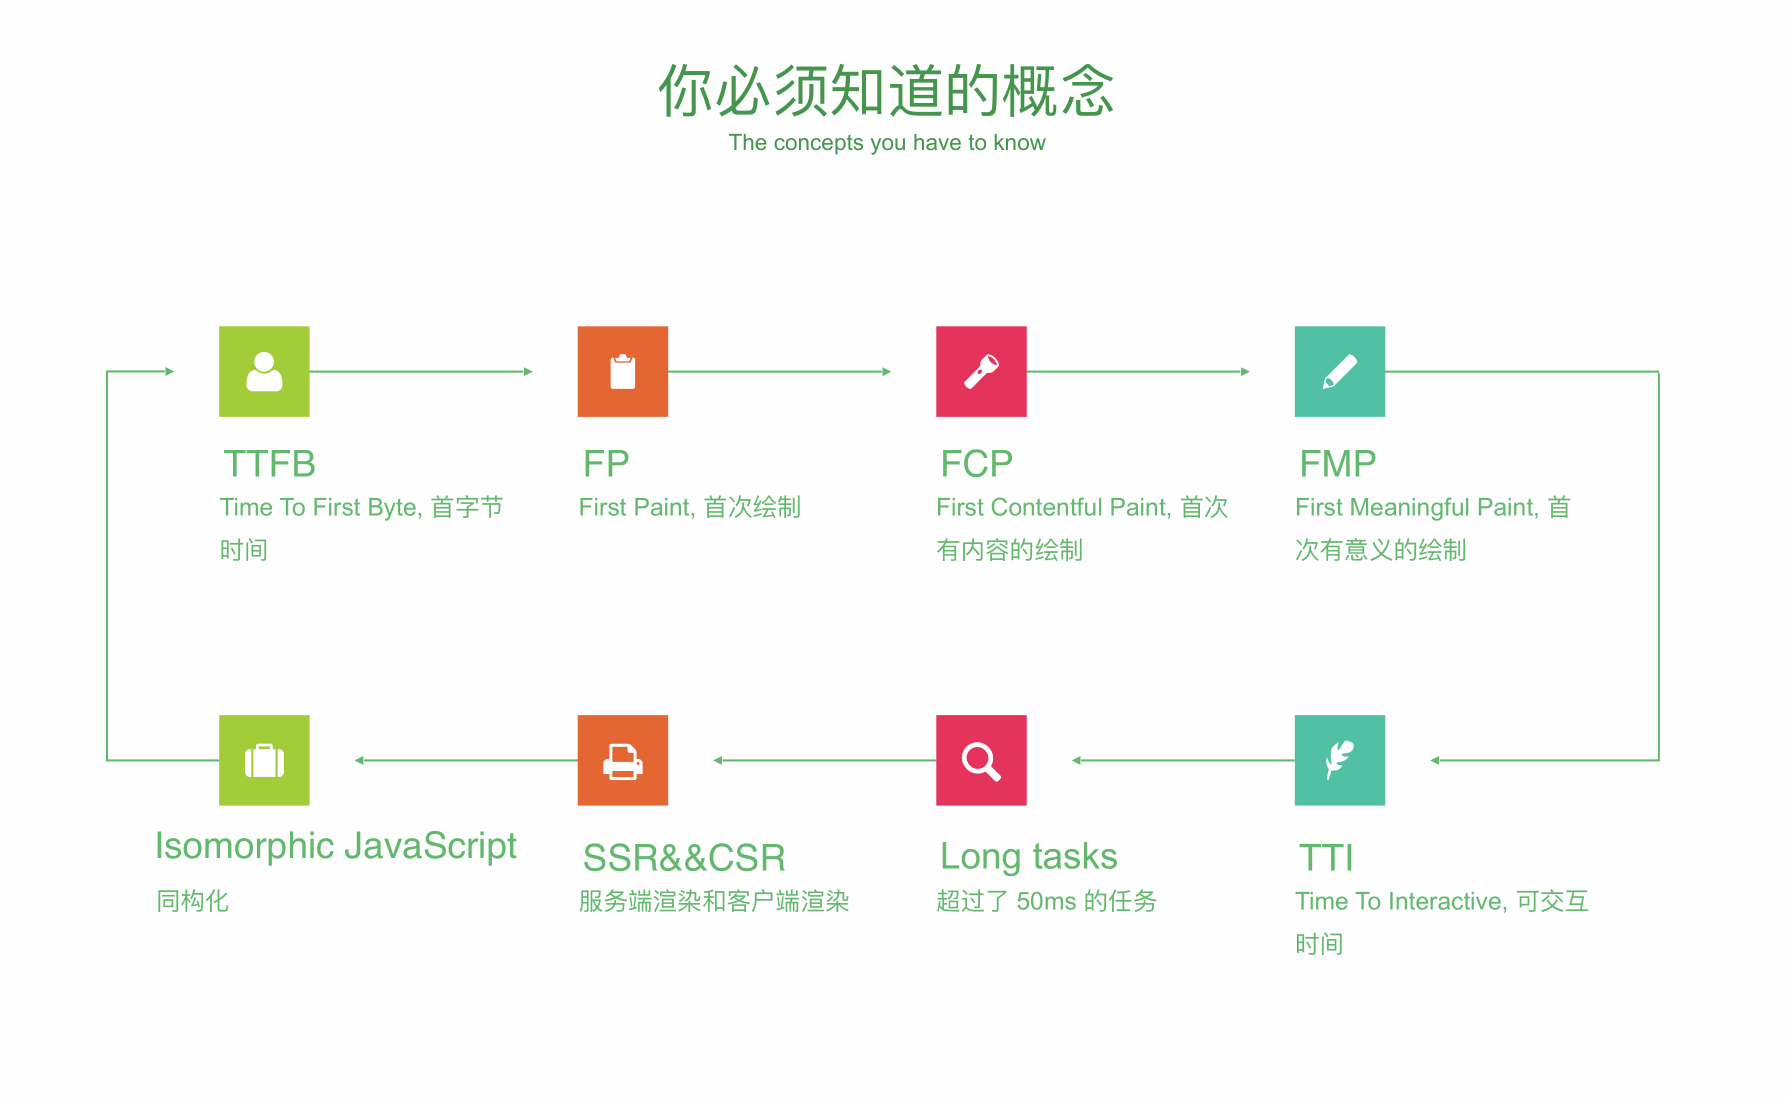 你必须知道的概念
The concepts you have to know
TTFB
Time To First Byte, 首字节
时间
FP
First Paint, 首次绘制
FCP
First Contentful Paint, 首次
有内容的绘制
FMP
First Meaningful Paint, 首
次有意义的绘制
Isomorphic JavaScript
同构化
SSR&&CSR
服务端渲染和客户端渲染
Long tasks
超过了 50ms 的任务
TTI
Time To Interactive, 可交互
时间